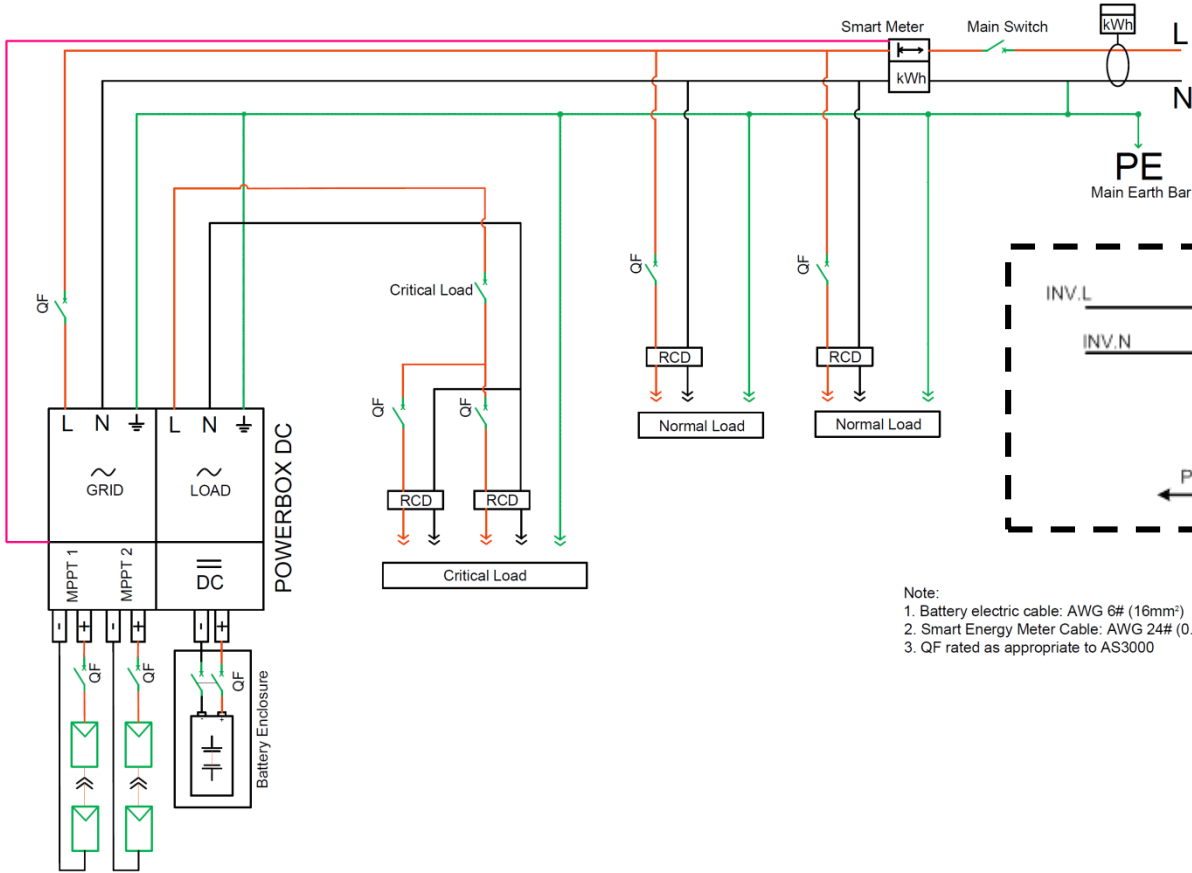 kWh
Smart Meter
Main Switch
L
kWh
N
PE
Main Earth Bar
QF
QF
QF
INV.L
INV.N
Critical Load
RCD
RCD
Normal Load
Normal Load
QF
QF
L N
L N
GRID
LOAD
POWERBOX DC
RCD
RCD
P
MPPT 1
MPPT 2
DC
Critical Load
- +
- +
- +
QF
QF
QF
Battery Enclosure
- +
Note:
1. Battery electric cable: AWG 6# (16mm²)
2. Smart Energy Meter Cable: AWG 24# (0.
3. QF rated as appropriate to AS3000